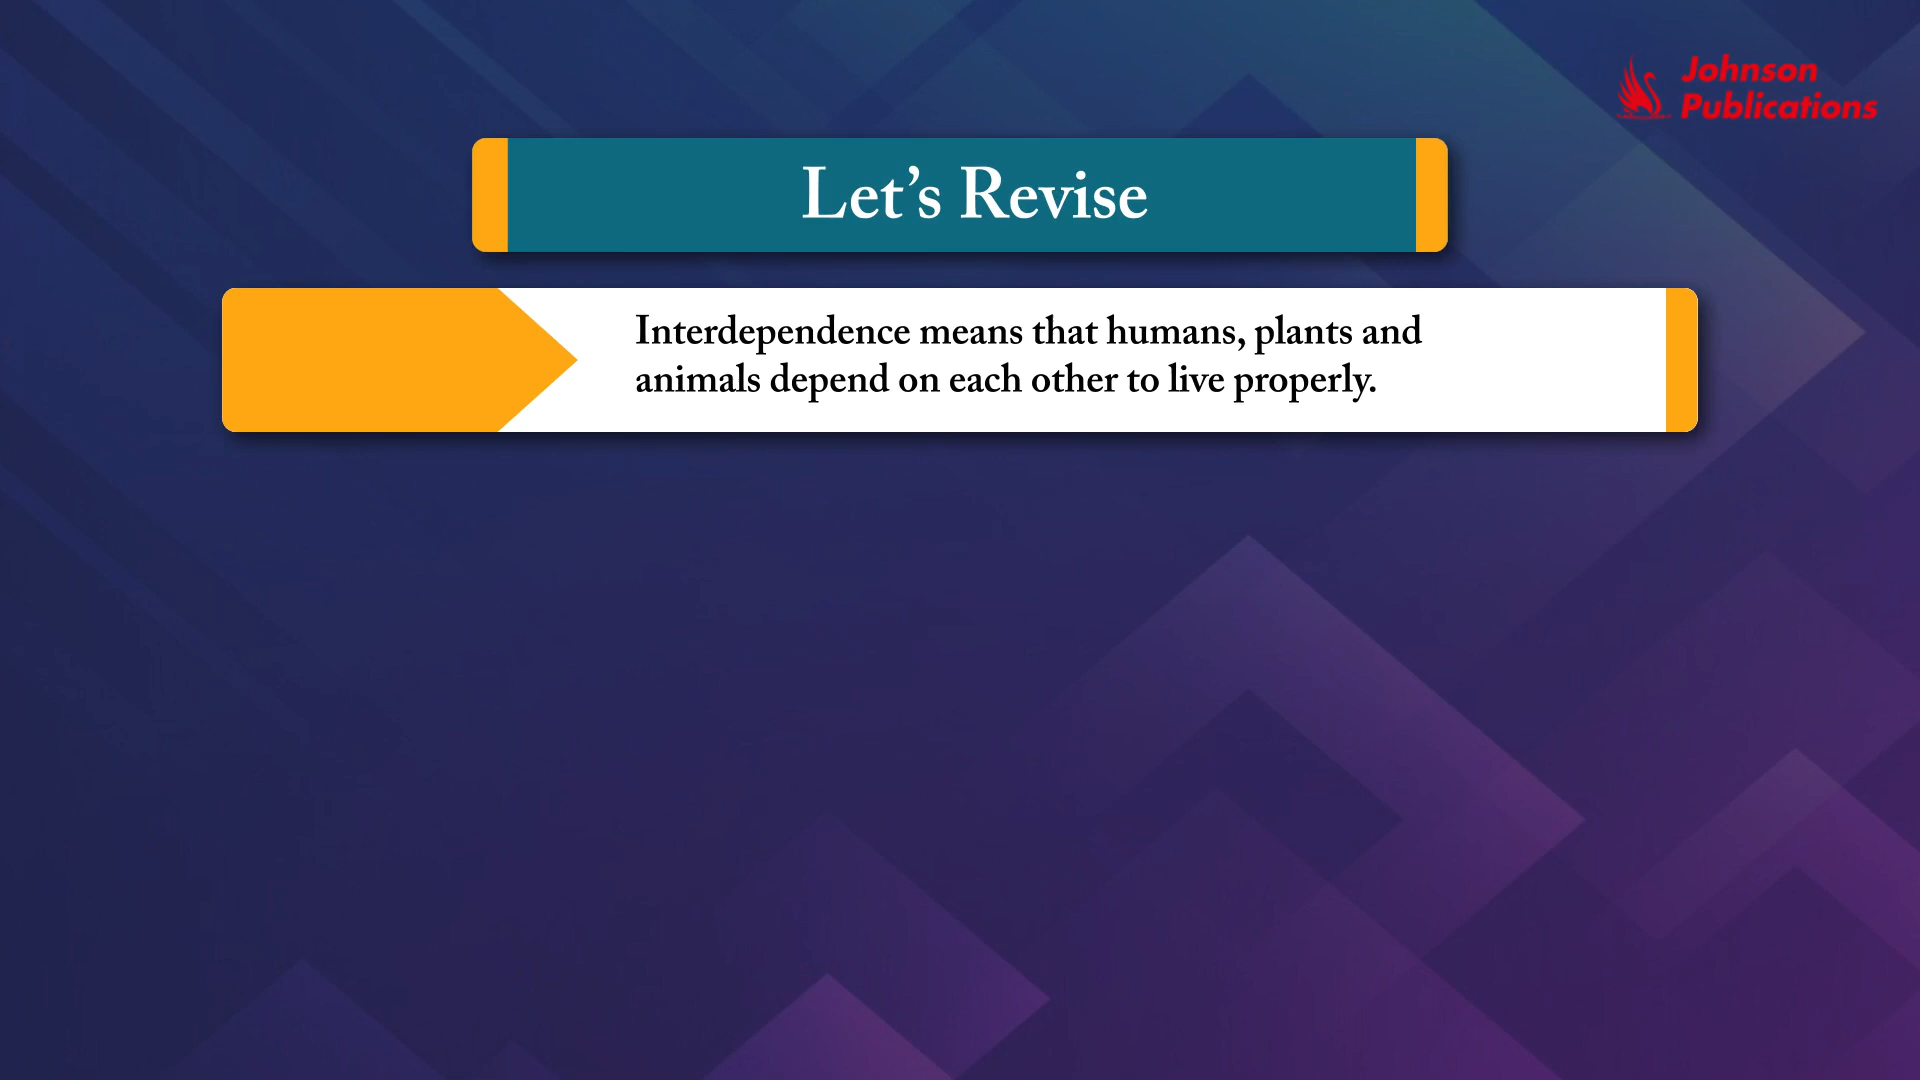 Johnson
Publications
Let’s Revise
Interdependence means that humans, plants and
animals depend on each other to live properly.